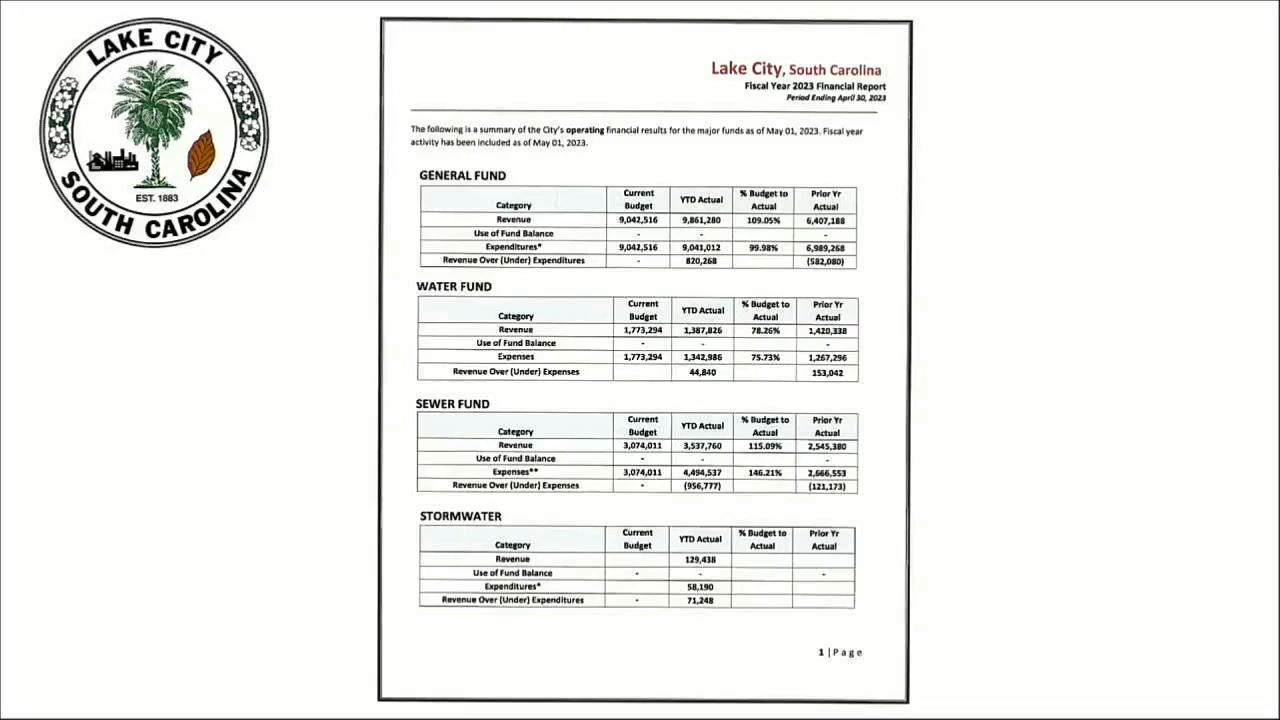 LAKE CITY
EST. 1883
SOUTH CAROLINA
Lake City, South Carolina
Fiscal Year 2023 Financial Report
Period Ending April 30, 2023
The following is a summary of the City's operating financial results for the major funds as of May 01, 2023. Fiscal year
activity has been included as of May 01, 2023.
GENERAL FUND
Category Current Budget YTD Actual % Budget to Actual Prior Yr Actual
Revenue 9,042,516 9,861,280 109.05% 6,407,188
Use of Fund Balance - - -
Expenditures* 9,042,516 9,041,012 99.98% 6,989,268
Revenue Over (Under) Expenditures - 820,268 (582,080)
WATER FUND
Category Current Budget YTD Actual % Budget to Actual Prior Yr Actual
Revenue 1,773,294 1,387,826 78.26% 1,420,338
Use of Fund Balance - - -
Expenses 1,773,294 1,342,986 75.73% 1,267,296
Revenue Over (Under) Expenses 44,840 153,042
SEWER FUND
Category Current Budget YTD Actual % Budget to Actual Prior Yr Actual
Revenue 3,074,011 3,537,760 115.09% 2,545,380
Use of Fund Balance - - -
Expenses** 3,074,011 4,494,537 146.21% 2,666,553
Revenue Over (Under) Expenses - (956,777) (121,173)
STORMWATER
Category Current Budget YTD Actual % Budget to Actual Prior Yr Actual
Revenue 129,438
Use of Fund Balance - - -
Expenditures* 58,190
Revenue Over (Under) Expenditures - 71,248
1 | Page